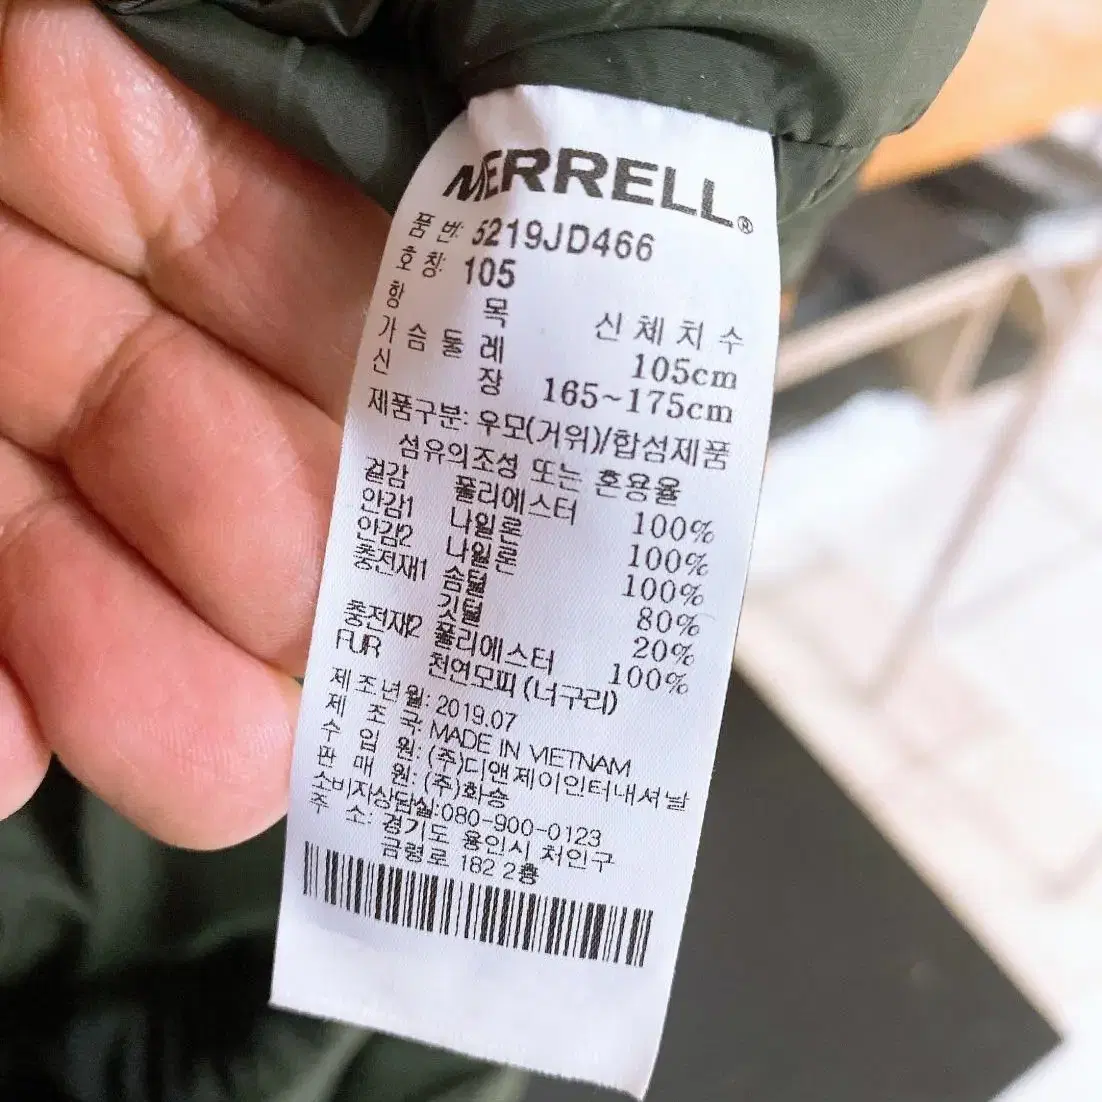 MERRELL®
품 번: 5219JD466
호 칭: 105
항 목 신 체 치 수
가 슴 둘 레 105cm
신 장 165~175cm
제품구분: 우모(거위)/합성제품
섬유의조성 또는 혼용율
겉감 폴리에스터 100%
안감1 나일론 100%
안감2 나일론 100%
충전재1 솜털 80%
깃털 20%
충전재2 폴리에스터 100%
FUR 천연모피 (너구리)
제조년월: 2019.07
제 조 국: MADE IN VIETNAM
수 입 원: (주)디앤제이인터내셔날
판 매 원: (주)화승
소비자상담실:080-900-0123
주 소: 경기도 용인시 처인구
금령로 182 2층